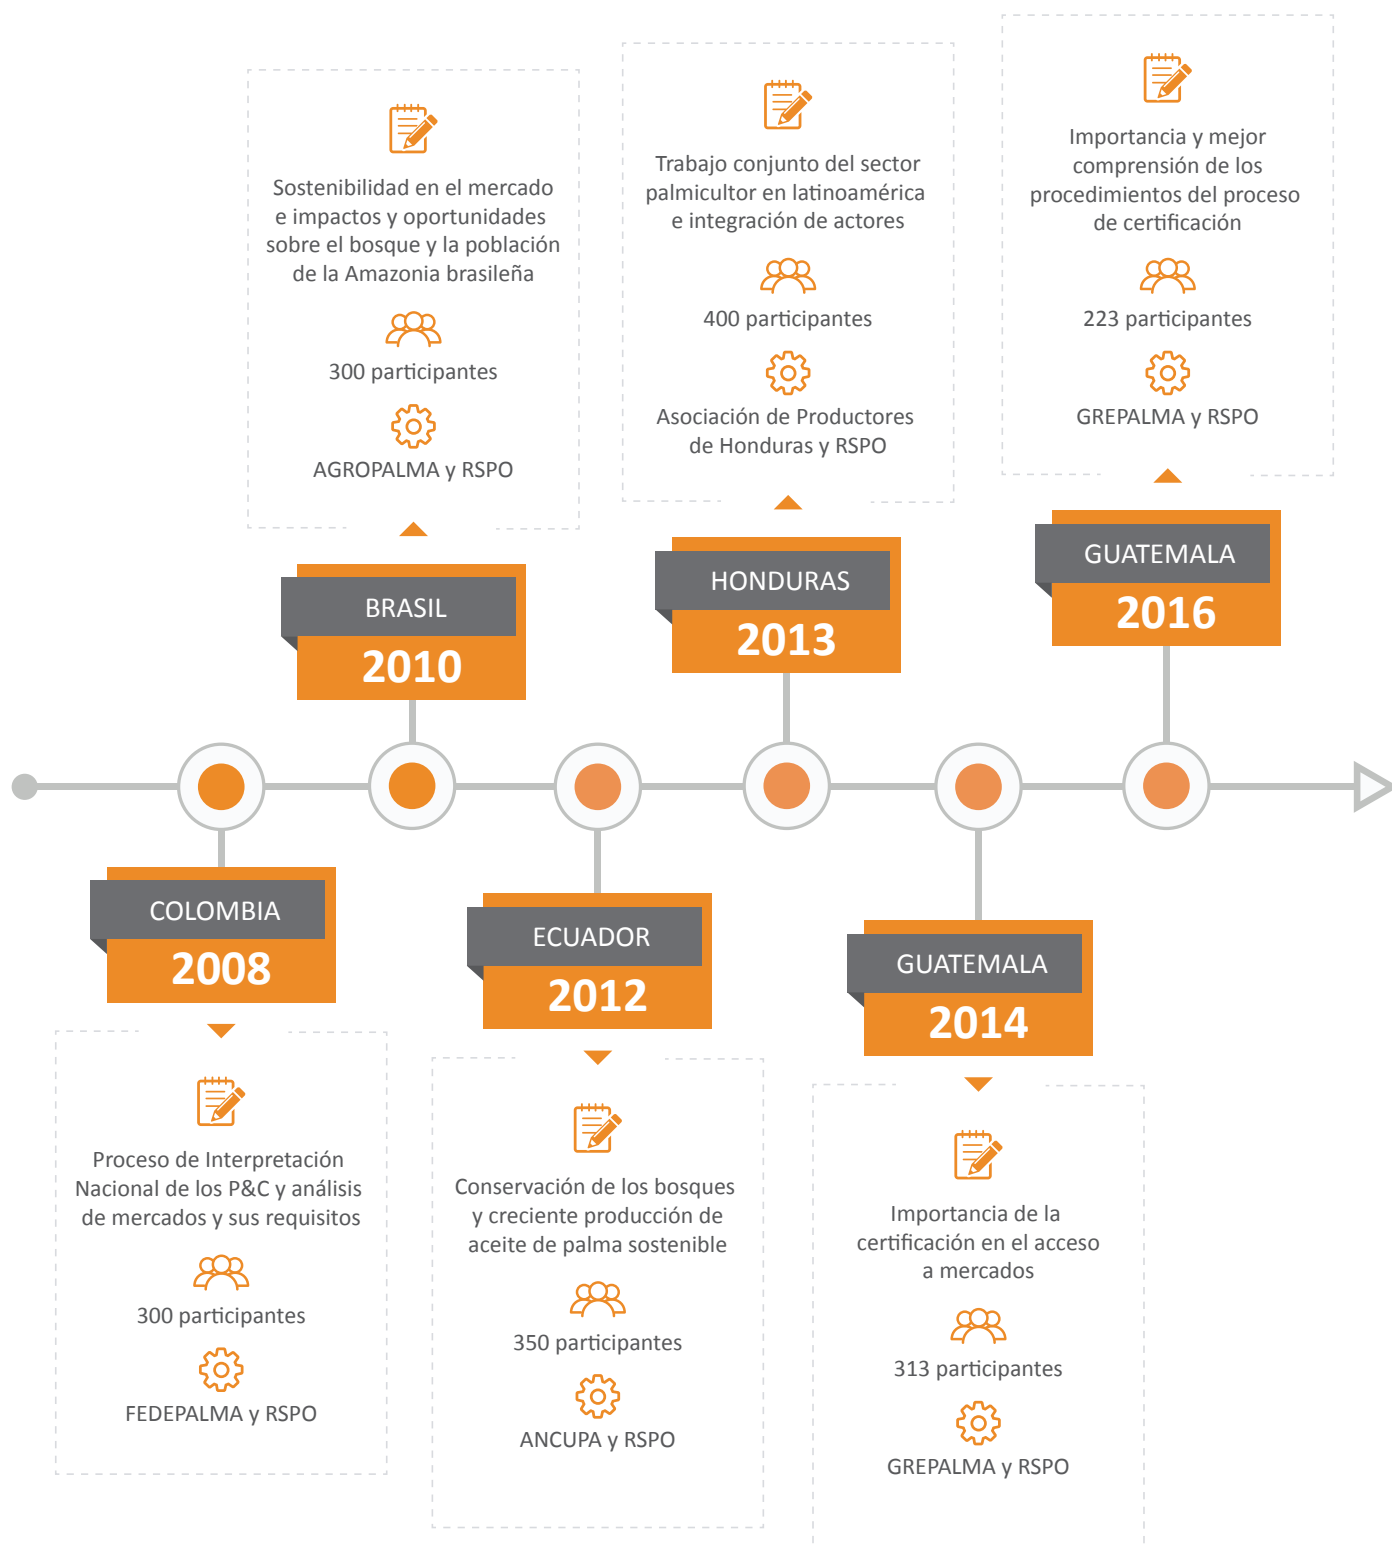 Sostenibilidad en el mercado
e impactos y oportunidades
sobre el bosque y la población
de la Amazonia brasileña
300 participantes
AGROPALMA y RSPO
BRASIL
2010
Trabajo conjunto del sector
palmicultor en latinoamérica
e integración de actores
400 participantes
Asociación de Productores
de Honduras y RSPO
HONDURAS
2013
Importancia y mejor
comprensión de los
procedimientos del proceso
de certificación
223 participantes
GREPALMA y RSPO
GUATEMALA
2016
COLOMBIA
2008
Proceso de Interpretación
Nacional de los P&C y análisis
de mercados y sus requisitos
300 participantes
FEDEPALMA y RSPO
ECUADOR
2012
Conservación de los bosques
y creciente producción de
aceite de palma sostenible
350 participantes
ANCUPA y RSPO
GUATEMALA
2014
Importancia de la
certificación en el acceso
a mercados
313 participantes
GREPALMA y RSPO